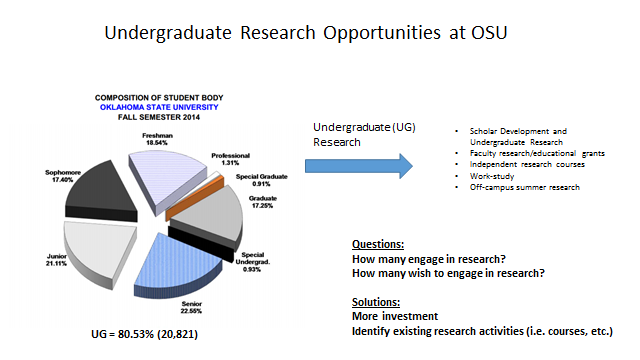 Undergraduate Research Opportunities at OSU
COMPOSITION OF STUDENT BODY
OKLAHOMA STATE UNIVERSITY
FALL SEMESTER 2014
Freshman
18.54%
Professional
1.31%
Special Graduate
0.91%
Graduate
17.25%
Special
Undergrad.
0.93%
Senior
22.55%
Junior
21.11%
Sophomore
17.40%
UG = 80.53% (20,821)
Undergraduate (UG)
Research
• Scholar Development and
Undergraduate Research
• Faculty research/educational grants
• Independent research courses
• Work-study
• Off-campus summer research
Questions:
How many engage in research?
How many wish to engage in research?
Solutions:
More investment
Identify existing research activities (i.e. courses, etc.)